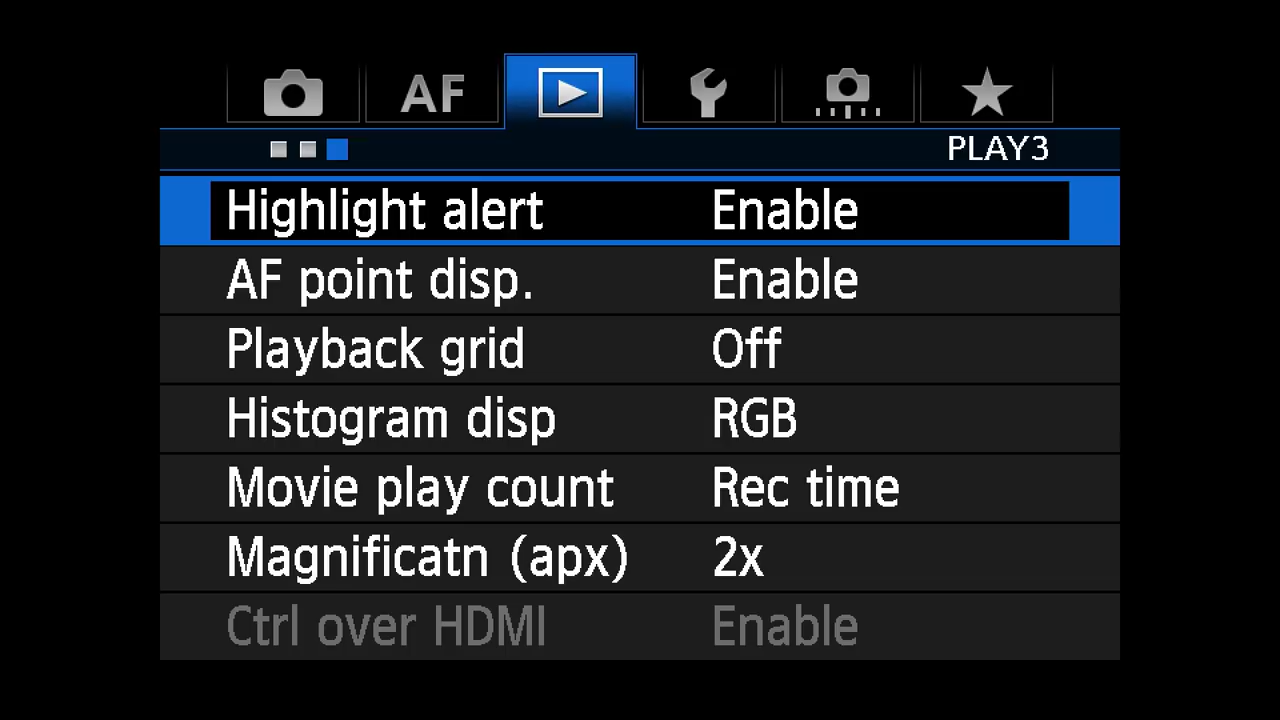 AF
PLAY3
Highlight alert Enable
AF point disp. Enable
Playback grid Off
Histogram disp RGB
Movie play count Rec time
Magnificatn (apx) 2x
Ctrl over HDMI Enable